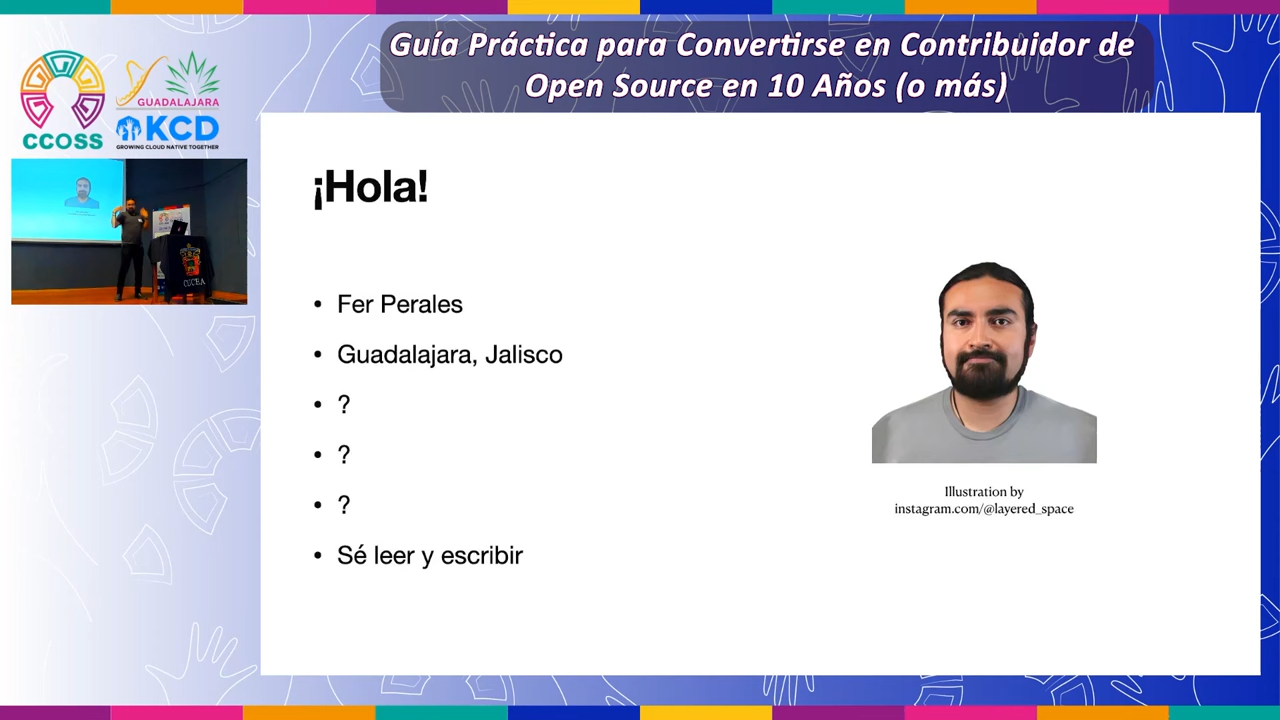 Guía Práctica para Convertirse en Contribuidor de
Open Source en 10 Años (o más)
CCOSS
GUADALAJARA
KCD
GROWING CLOUD NATIVE TOGETHER
CUCEA
¡Hola!
• Fer Perales
• Guadalajara, Jalisco
• ?
• ?
• ?
• Sé leer y escribir
Illustration by
instagram.com/@layered_space